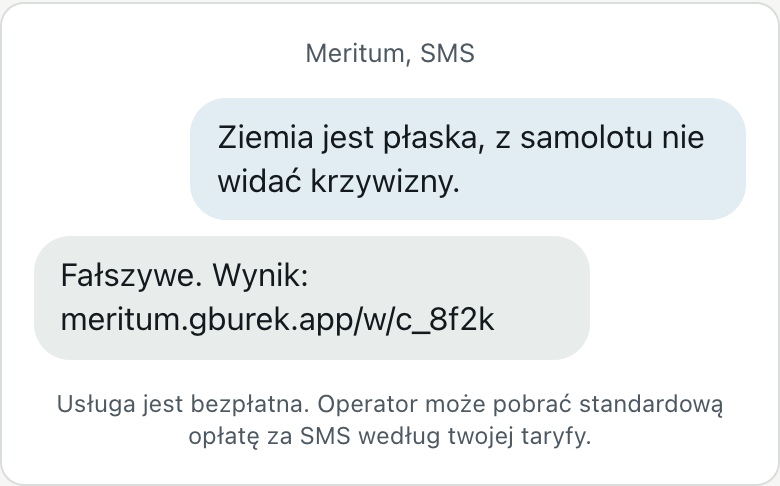 Meritum, SMS
Ziemia jest płaska, z samolotu nie
widać krzywizny.
Fałszywe. Wynik:
meritum.gburek.app/w/c_8f2k
Usługa jest bezpłatna. Operator może pobrać standardową
opłatę za SMS według twojej taryfy.